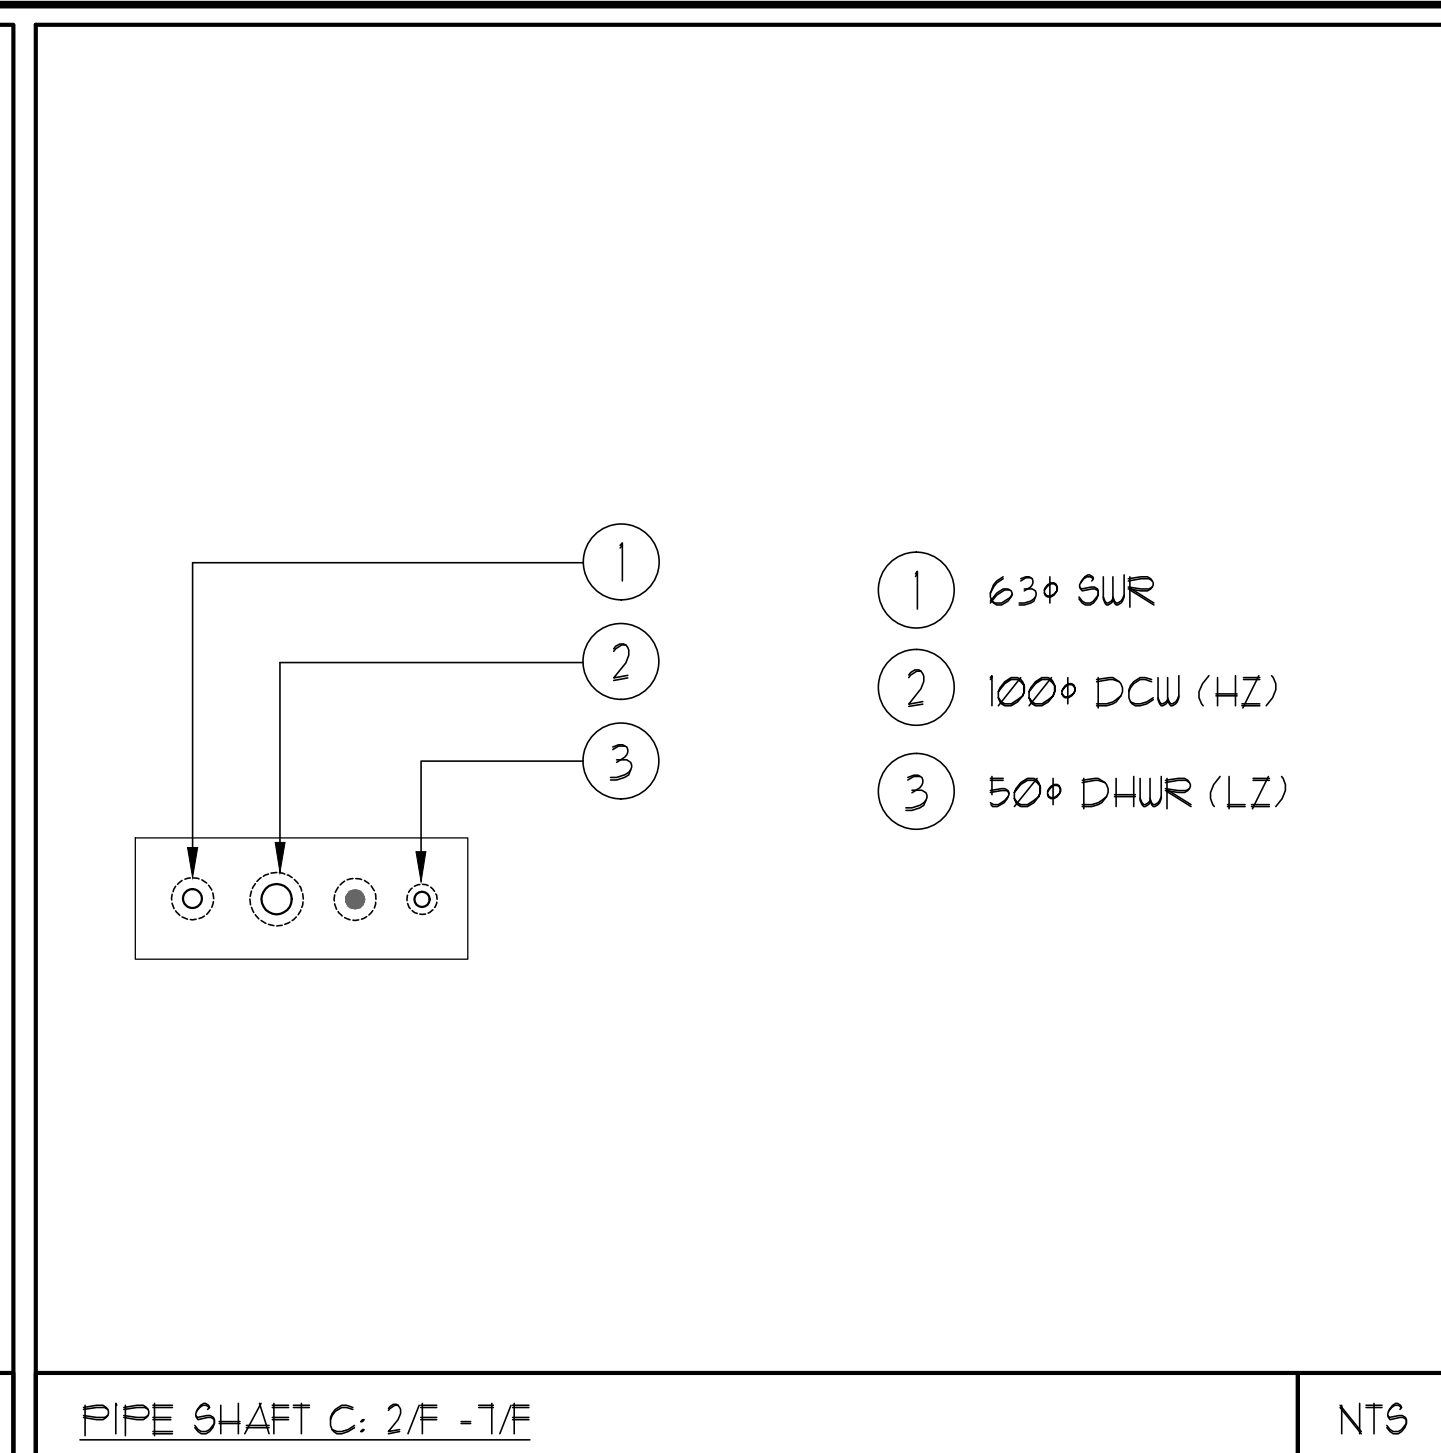 1
2
3
1 63φ SWR
2 100φ DCW (HZ)
3 50φ DHWR (LZ)
PIPE SHAFT C: 2/F -7/F
NTS